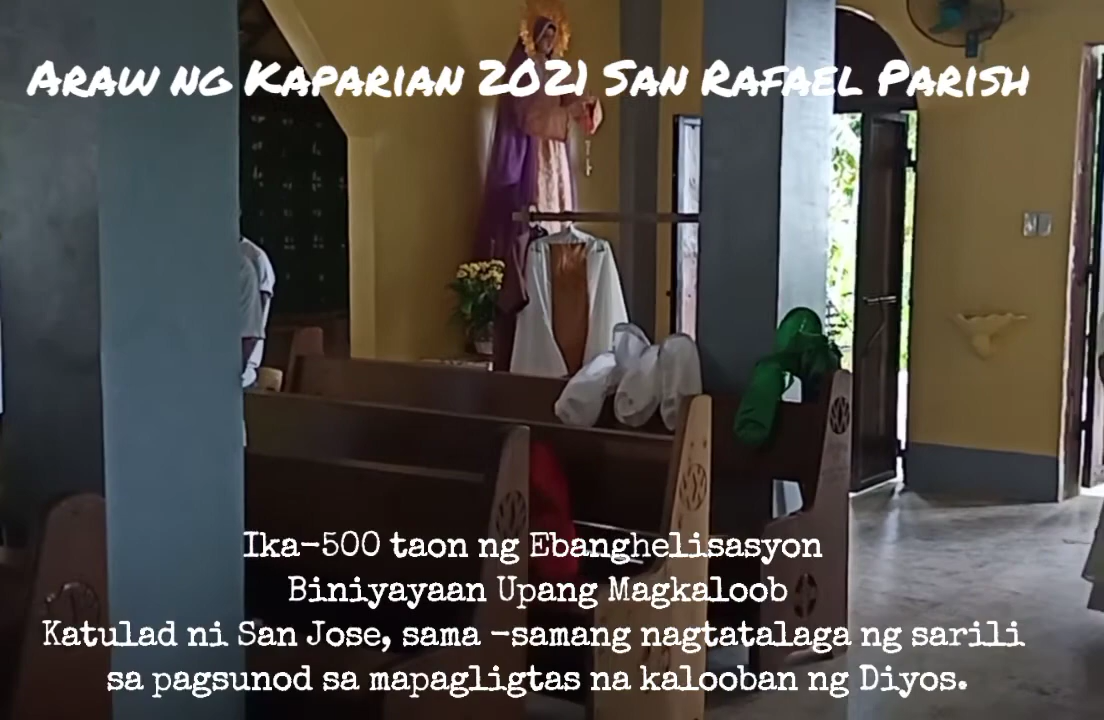 Araw ng Kaparian 2021 San Rafael Parish
Ika-500 taon ng Ebanghelisasyon
Biniyayaan Upang Magkaloob
Katulad ni San Jose, sama -samang nagtatalaga ng sarili
sa pagsunod sa mapagligtas na kalooban ng Diyos.